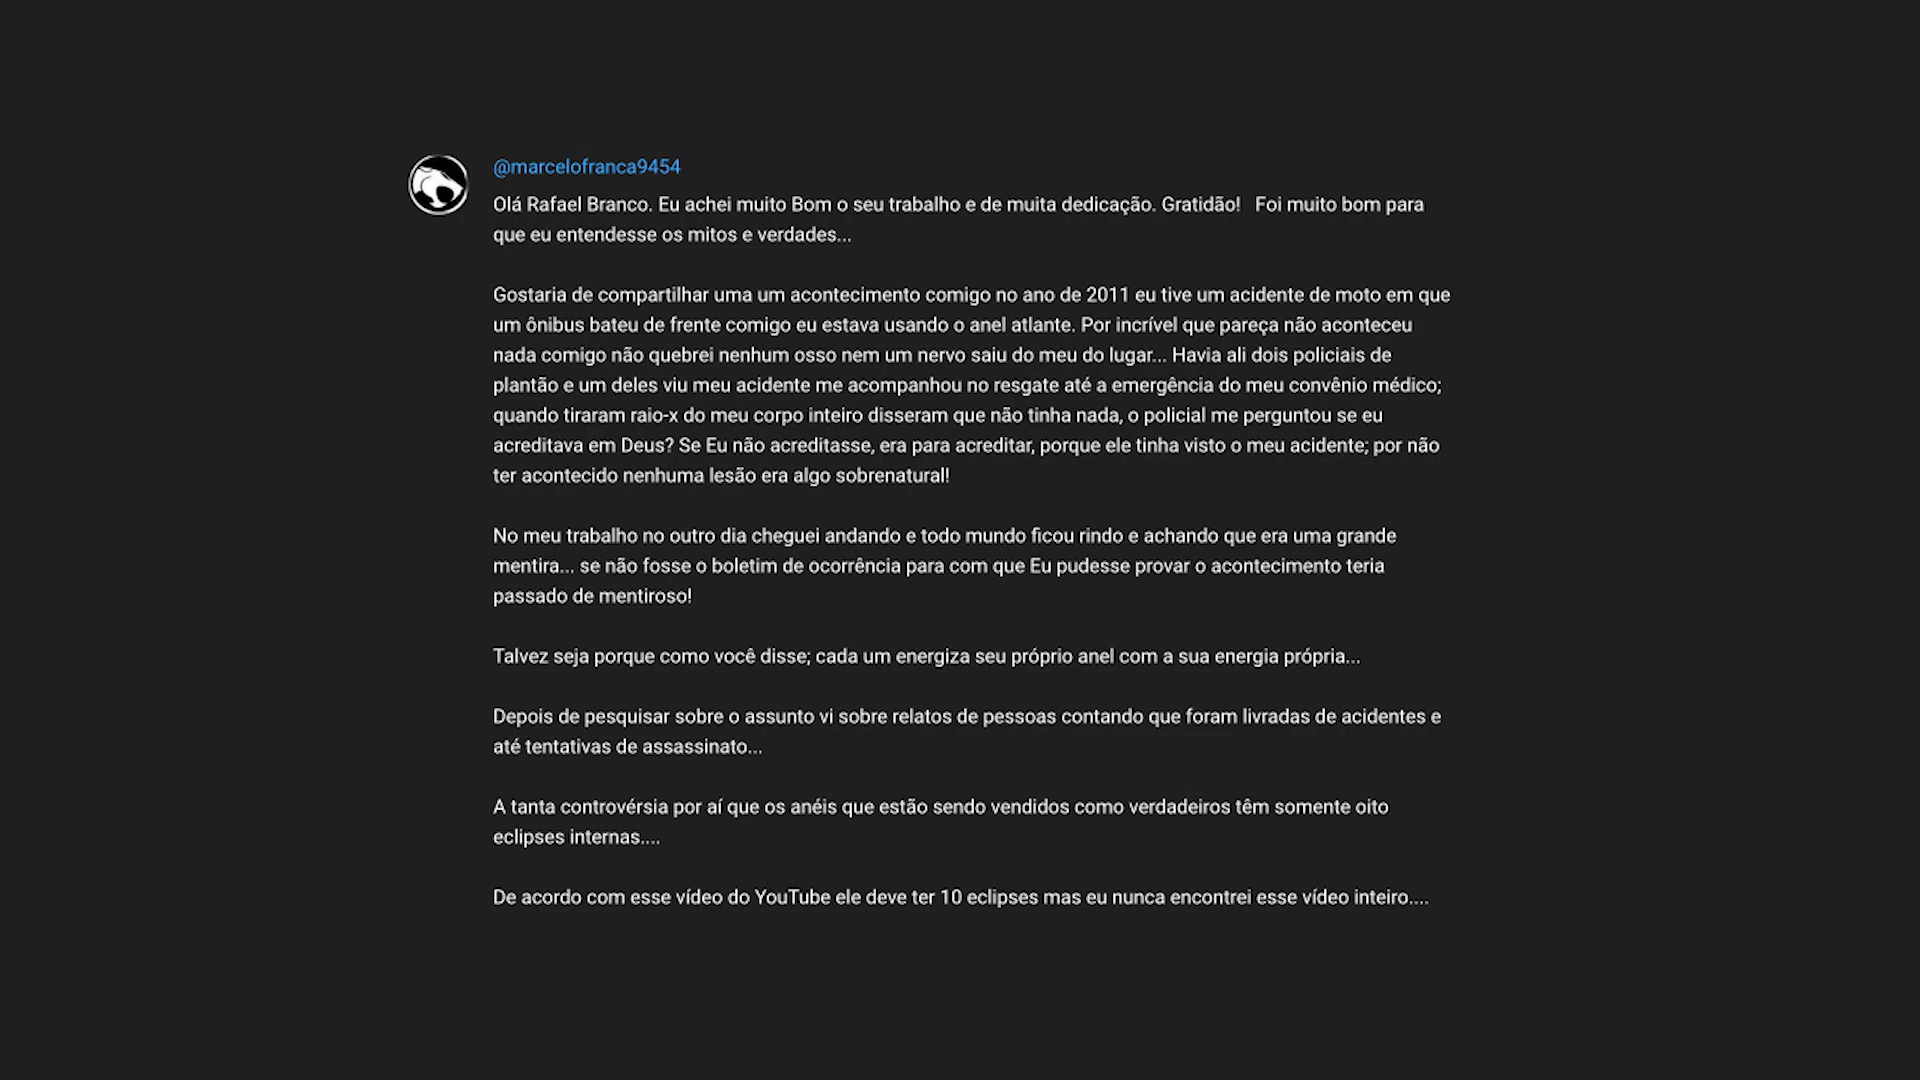 @marcelofranca9454
Olá Rafael Branco. Eu achei muito Bom o seu trabalho e de muita dedicação. Gratidão!   Foi muito bom para
que eu entendesse os mitos e verdades...
Gostaria de compartilhar uma um acontecimento comigo no ano de 2011 eu tive um acidente de moto em que
um ônibus bateu de frente comigo eu estava usando o anel atlante. Por incrível que pareça não aconteceu
nada comigo não quebrei nenhum osso nem um nervo saiu do meu do lugar... Havia ali dois policiais de
plantão e um deles viu meu acidente me acompanhou no resgate até a emergência do meu convênio médico;
quando tiraram raio-x do meu corpo inteiro disseram que não tinha nada, o policial me perguntou se eu
acreditava em Deus? Se Eu não acreditasse, era para acreditar, porque ele tinha visto o meu acidente; por não
ter acontecido nenhuma lesão era algo sobrenatural!
No meu trabalho no outro dia cheguei andando e todo mundo ficou rindo e achando que era uma grande
mentira... se não fosse o boletim de ocorrência para com que Eu pudesse provar o acontecimento teria
passado de mentiroso!
Talvez seja porque como você disse; cada um energiza seu próprio anel com a sua energia própria...
Depois de pesquisar sobre o assunto vi sobre relatos de pessoas contando que foram livradas de acidentes e
até tentativas de assassinato...
A tanta controvérsia por aí que os anéis que estão sendo vendidos como verdadeiros têm somente oito
eclipses internas....
De acordo com esse vídeo do YouTube ele deve ter 10 eclipses mas eu nunca encontrei esse vídeo inteiro....